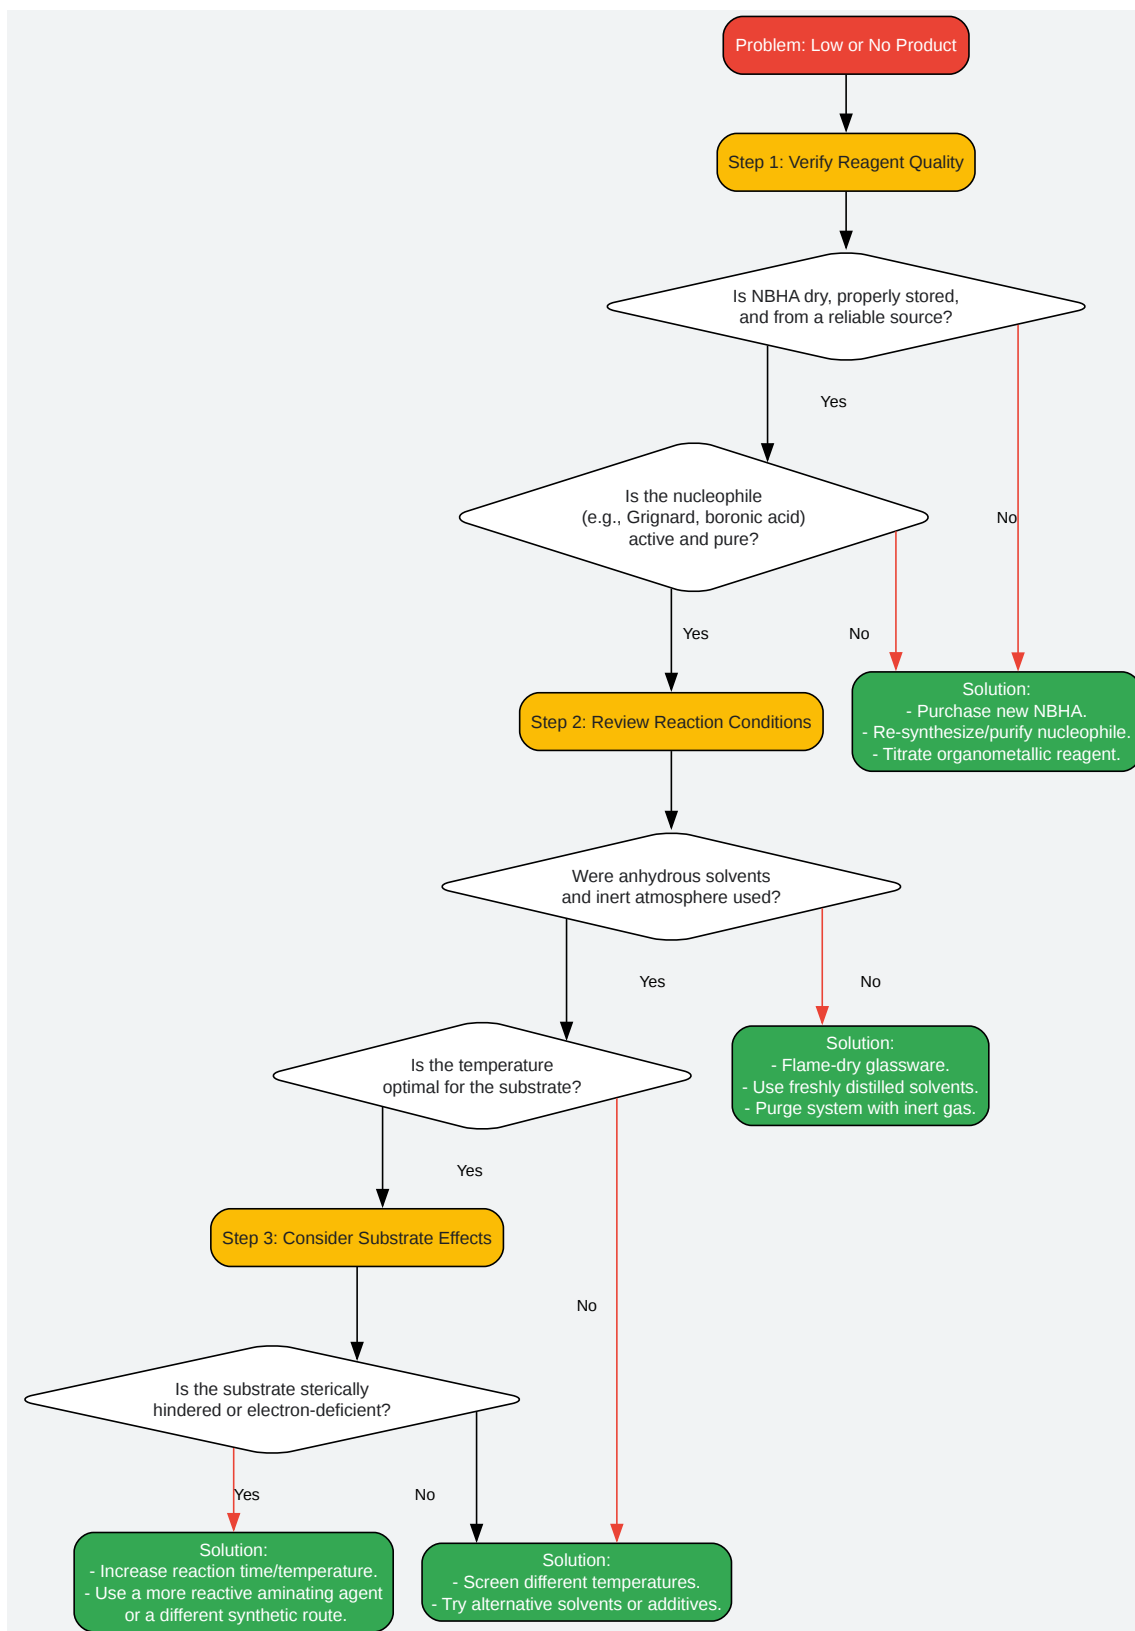 Problem: Low or No Product
Step 1: Verify Reagent Quality
Is NBHA dry, properly stored,
and from a reliable source?
Yes
No
Is the nucleophile
(e.g., Grignard, boronic acid)
active and pure?
Yes
No
Solution:
- Purchase new NBHA.
- Re-synthesize/purify nucleophile.
- Titrate organometallic reagent.
Step 2: Review Reaction Conditions
Were anhydrous solvents
and inert atmosphere used?
Yes
No
Solution:
- Flame-dry glassware.
- Use freshly distilled solvents.
- Purge system with inert gas.
Is the temperature
optimal for the substrate?
Yes
No
Step 3: Consider Substrate Effects
Is the substrate sterically
hindered or electron-deficient?
Yes
No
Solution:
- Increase reaction time/temperature.
- Use a more reactive aminating agent
or a different synthetic route.
Solution:
- Screen different temperatures.
- Try alternative solvents or additives.